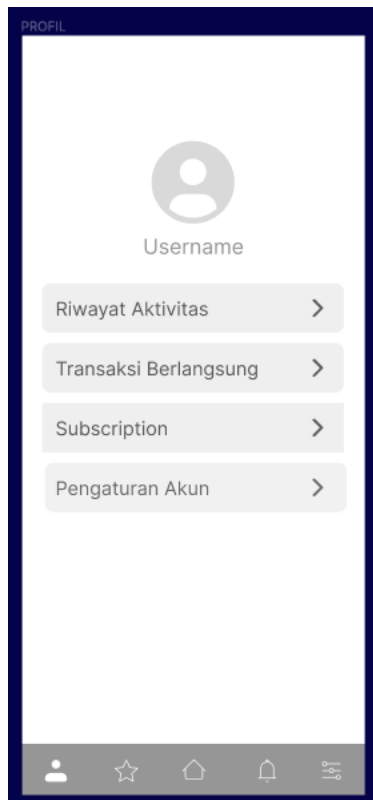 PROFIL
Username
Riwayat Aktivitas
Transaksi Berlangsung
Subscription
Pengaturan Akun